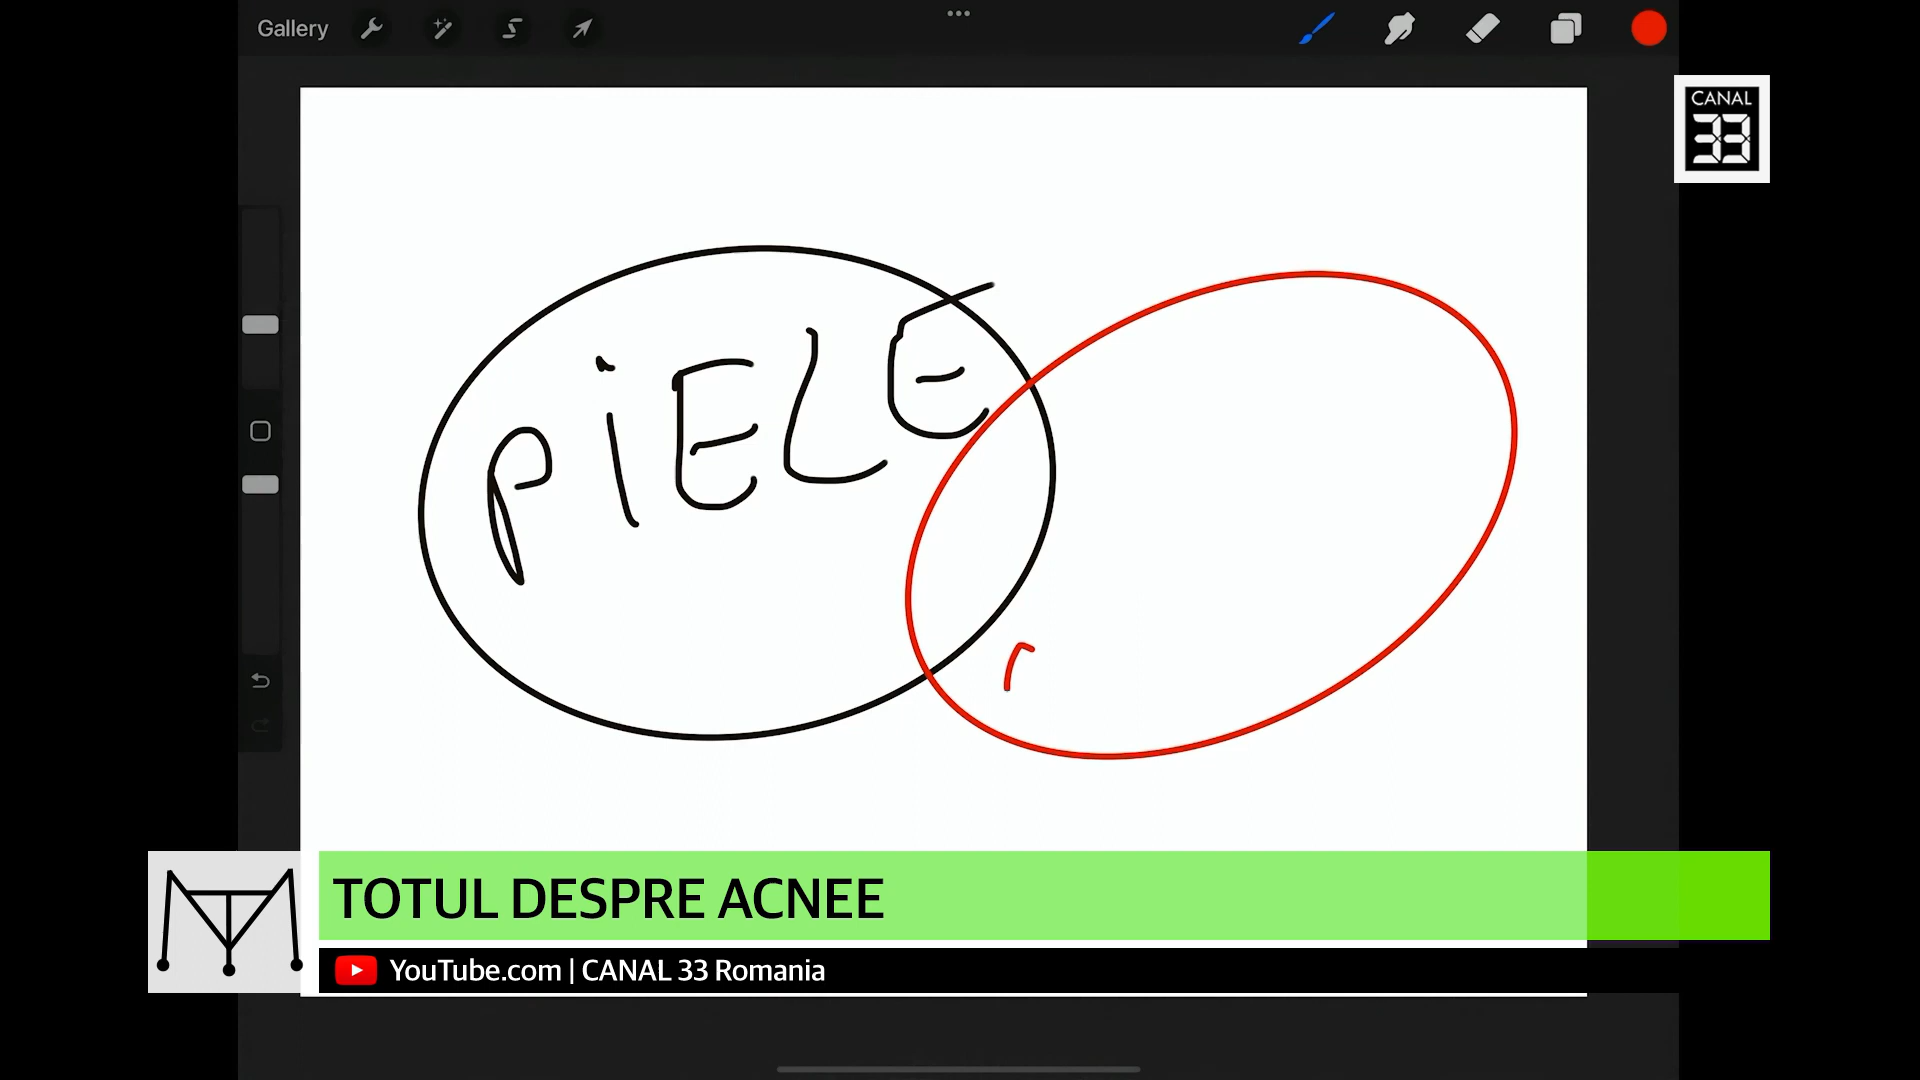 Gallery
CANAL
33
PiELE
TOTUL DESPRE ACNEE
YouTube.com | CANAL 33 Romania